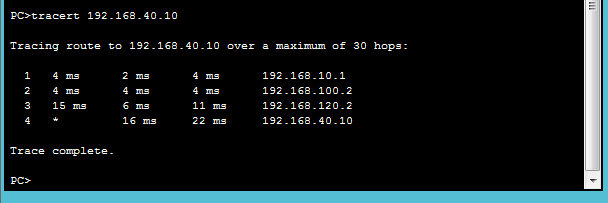 PC>tracert 192.168.40.10
Tracing route to 192.168.40.10 over a maximum of 30 hops:
1 4 ms 2 ms 4 ms 192.168.10.1
2 4 ms 4 ms 4 ms 192.168.100.2
3 15 ms 6 ms 11 ms 192.168.120.2
4 * 16 ms 22 ms 192.168.40.10
Trace complete.
PC>